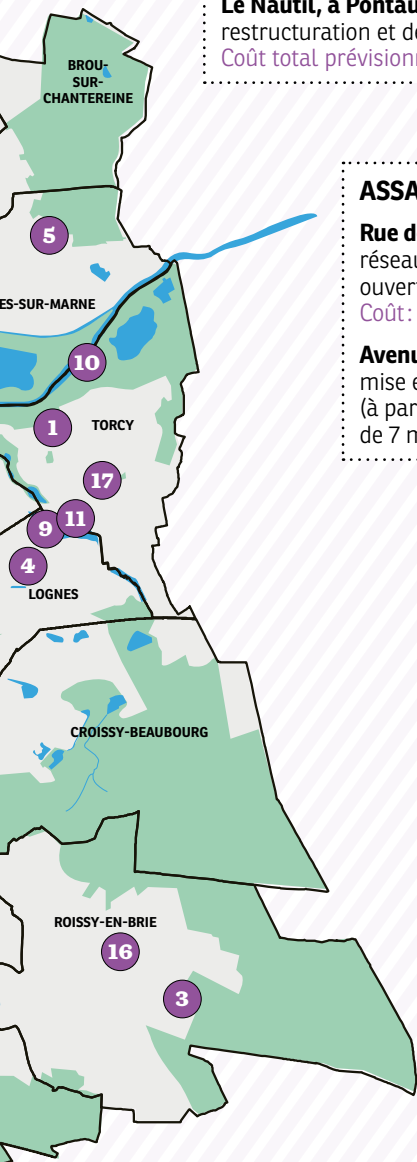 Le Nautil, à Pontau
restructuration et de
Coût total prévisionn
BROU-
SUR-
CHANTEREINE
ASSA
Rue d
réseau
ouvert
Coût :
Avenu
mise e
(à par
de 7 m
5
ES-SUR-MARNE
10
1
TORCY
17
11
9
4
LOGNES
CROISSY-BEAUBOURG
ROISSY-EN-BRIE
16
3